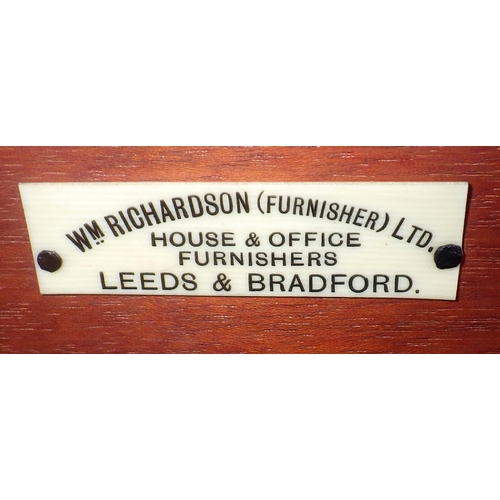 WM RICHARDSON (FURNISHER) LTD.
HOUSE & OFFICE
FURNISHERS
LEEDS & BRADFORD.